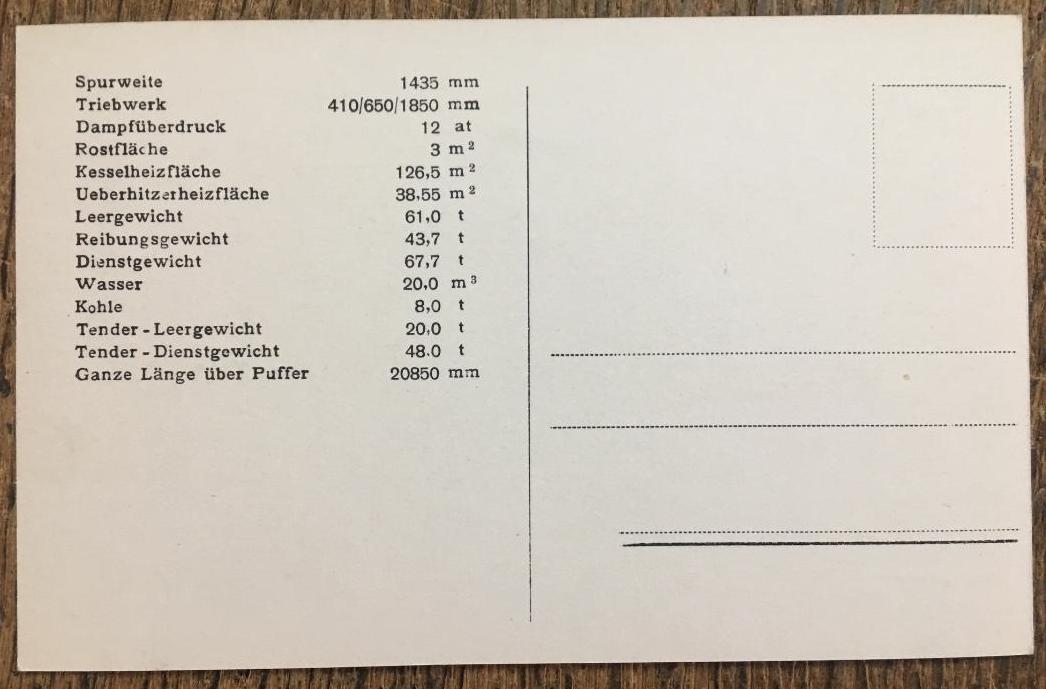 Spurweite 1435 mm
Triebwerk 410/650/1850 mm
Dampfüberdruck 12 at
Rostfläche 3 m²
Kesselheizfläche 126,5 m²
Ueberhitzerheizfläche 38,55 m²
Leergewicht 61,0 t
Reibungsgewicht 43,7 t
Dienstgewicht 67,7 t
Wasser 20,0 m³
Kohle 8,0 t
Tender - Leergewicht 20,0 t
Tender - Dienstgewicht 48.0 t
Ganze Länge über Puffer 20850 mm